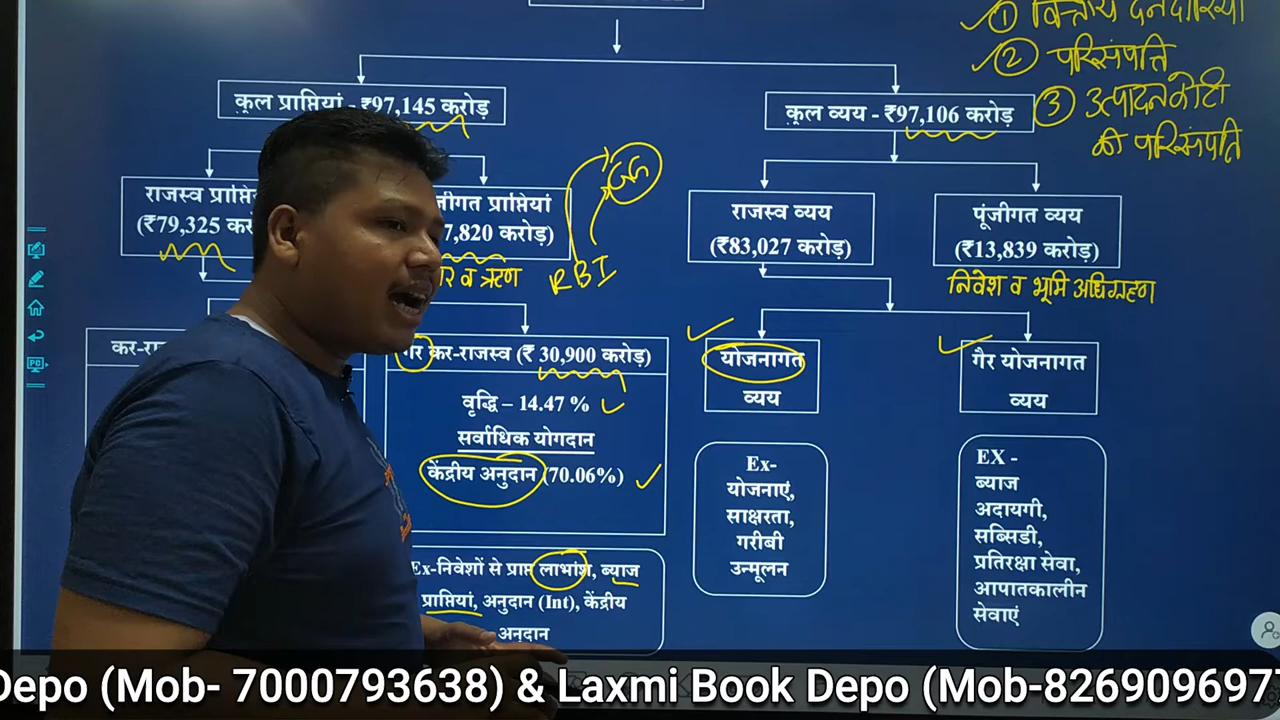 ① वित्तीय देनदारियां
② परिसंपत्ति
③ उत्पादन कोटी
की परिसंपत्ति
कुल प्राप्तियां - ₹97,145 करोड़
कुल व्यय - ₹97,106 करोड़
GG
राजस्व
(₹79,325
जीगत प्राप्तियां
7,820 करोड़)
व ऋण
RBI
राजस्व व्यय
(₹83,027 करोड़)
पूंजीगत व्यय
(₹13,839 करोड़)
निवेश व भूमि अधिग्रहण
गैर कर-राजस्व (₹ 30,900 करोड़)
वृद्धि – 14.47 %
सर्वाधिक योगदान
केंद्रीय अनुदान (70.06%)
Ex-निवेशों से प्राप्त लाभांश, ब्याज
प्राप्तियां, अनुदान (Int), केंद्रीय
अनुदान
योजनागत
व्यय
गैर योजनागत
व्यय
Ex-
योजनाएं,
साक्षरता,
गरीबी
उन्मूलन
EX -
ब्याज
अदायगी,
सब्सिडी,
प्रतिरक्षा सेवा,
आपातकालीन
सेवाएं
Depo (Mob- 7000793638) & Laxmi Book Depo (Mob-826909697